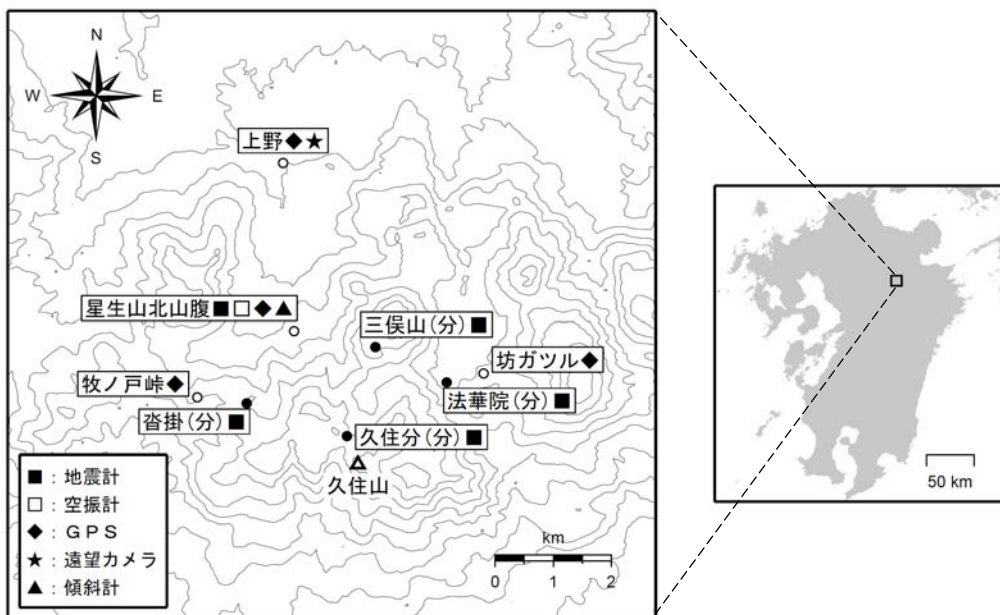 N
W E
S
上野◆★
星生山北山腹■□◆▲
三俣山(分)■
坊ガツル◆
牧ノ戸峠◆
法華院(分)■
沓掛(分)■
久住分(分)■
久住山
■：地震計
□：空振計
◆：ＧＰＳ
★：遠望カメラ
▲：傾斜計
km
0 1 2
50 km